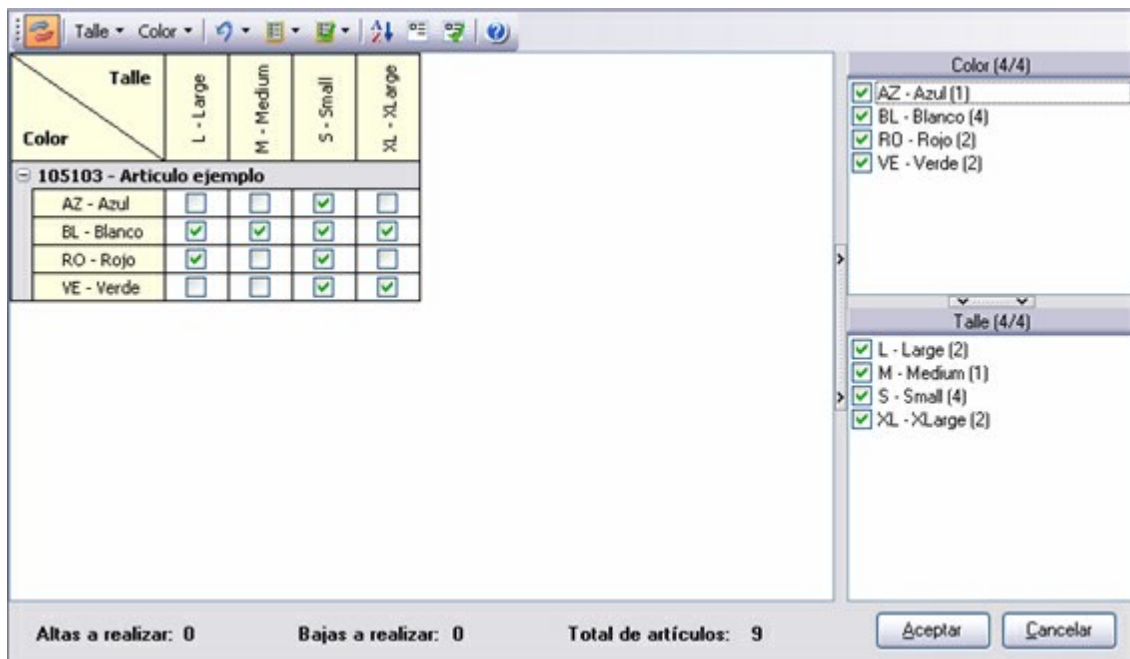 Talle Color
Talle
Color
L - Large
M - Medium
S - Small
XL - XLarge
105103 - Articulo ejemplo
AZ - Azul
BL - Blanco
RO - Rojo
VE - Verde
Color (4/4)
AZ - Azul (1)
BL - Blanco (4)
RO - Rojo (2)
VE - Verde (2)
Talle (4/4)
L - Large (2)
M - Medium (1)
S - Small (4)
XL - XLarge (2)
Altas a realizar: 0 Bajas a realizar: 0 Total de artículos: 9 Aceptar Cancelar